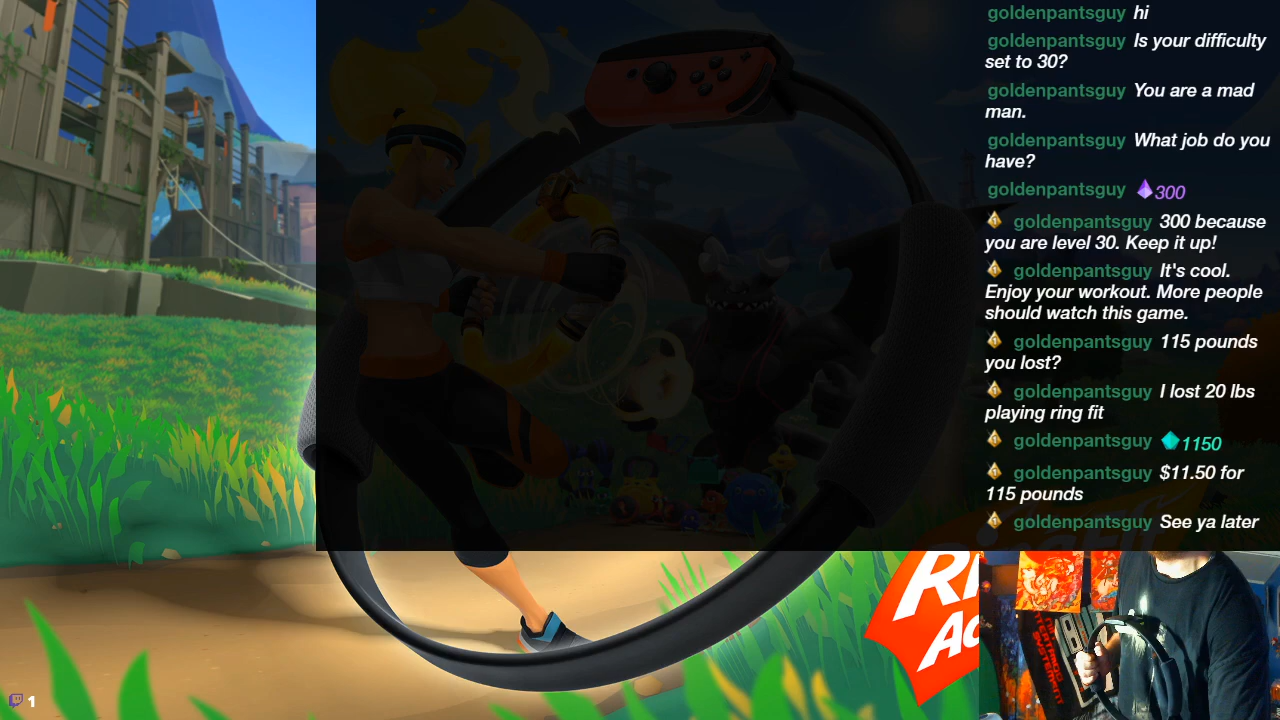 goldenpantsguy hi
goldenpantsguy Is your difficulty
set to 30?
goldenpantsguy You are a mad
man.
goldenpantsguy What job do you
have?
goldenpantsguy 300
goldenpantsguy 300 because
you are level 30. Keep it up!
goldenpantsguy It's cool.
Enjoy your workout. More people
should watch this game.
goldenpantsguy 115 pounds
you lost?
goldenpantsguy I lost 20 lbs
playing ring fit
goldenpantsguy 1150
goldenpantsguy $11.50 for
115 pounds
goldenpantsguy See ya later
1